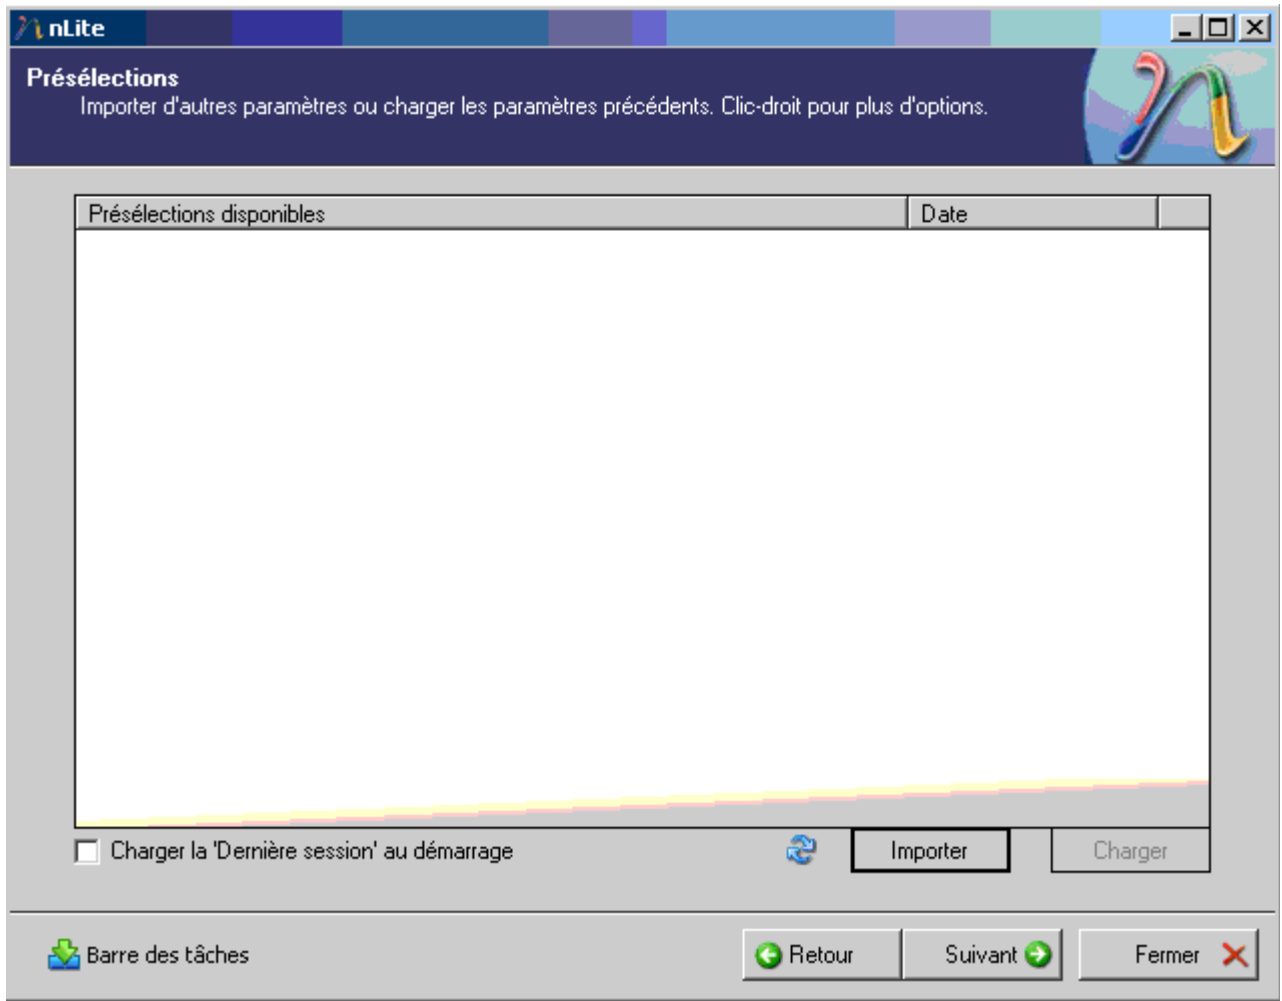 nLite
Présélections
Importer d'autres paramètres ou charger les paramètres précédents. Clic-droit pour plus d'options.
Présélections disponibles Date
Charger la 'Dernière session' au démarrage Importer Charger
Barre des tâches Retour Suivant Fermer